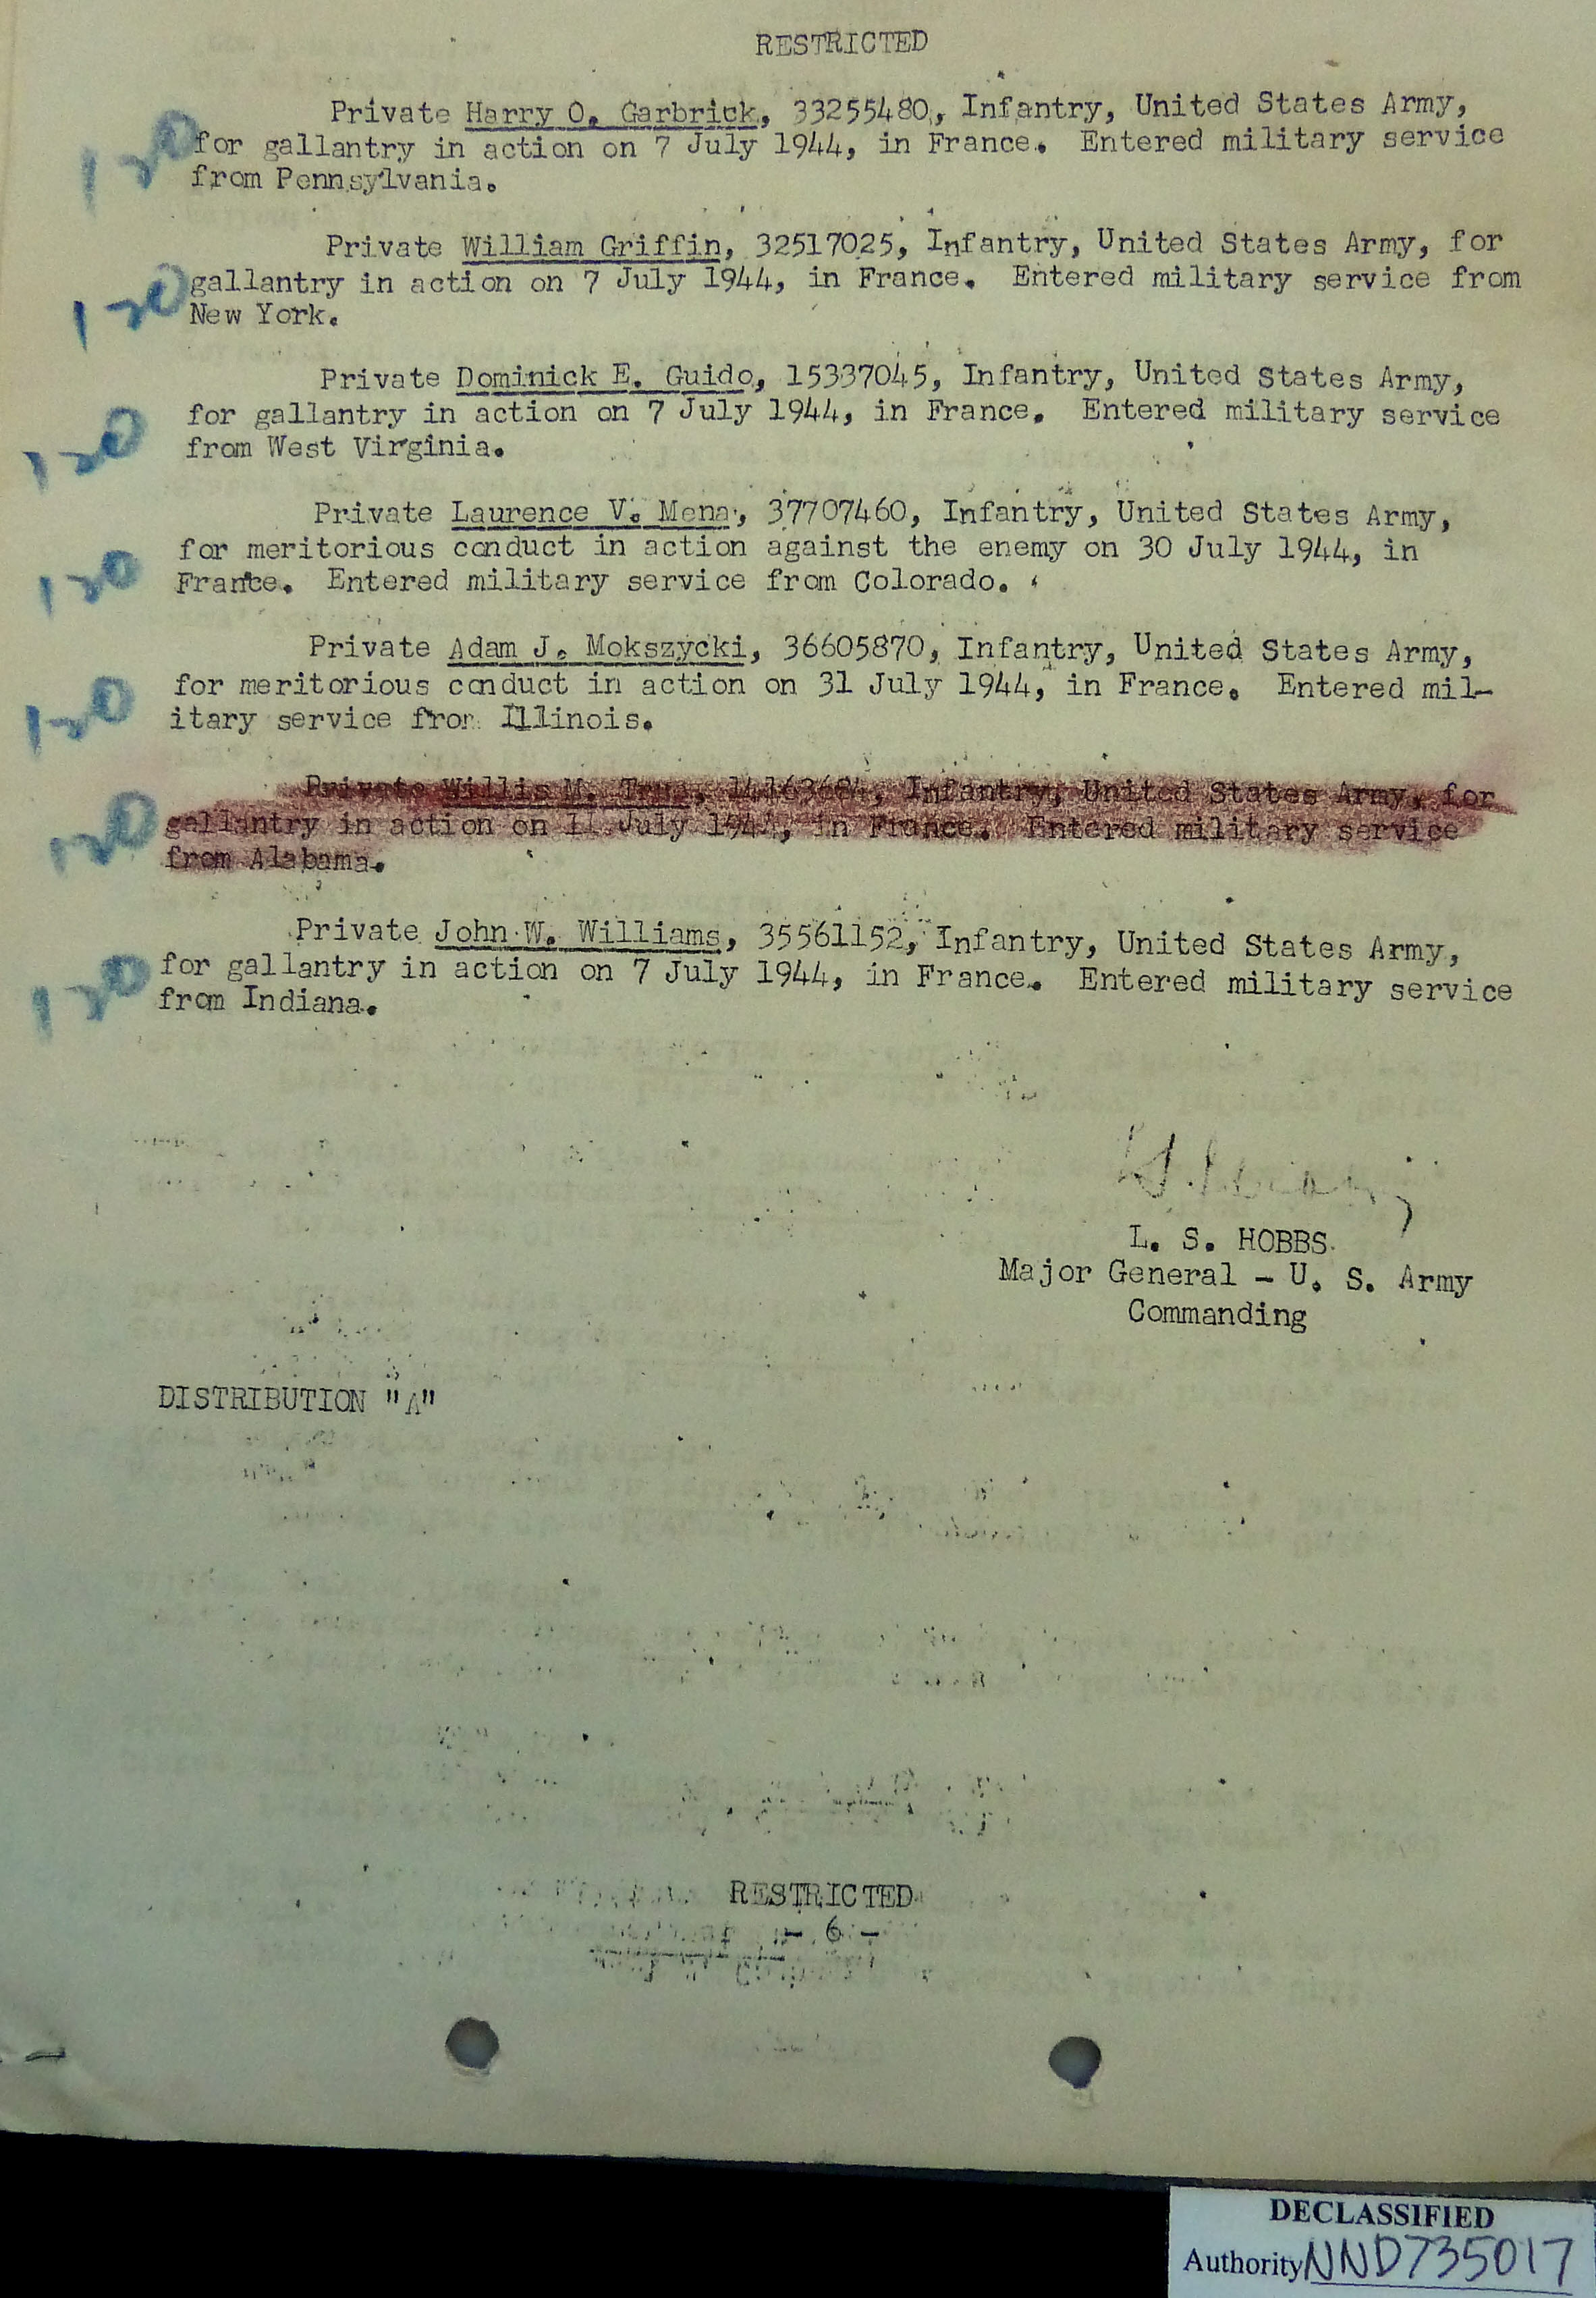 RESTRICTED
Private Harry O. Garbrick, 33255480, Infantry, United States Army,
120
for gallantry in action on 7 July 1944, in France. Entered military service
from Pennsylvania.
Private William Griffin, 32517025, Infantry, United States Army, for
120
gallantry in action on 7 July 1944, in France. Entered military service from
New York.
Private Dominick E. Guido, 15337045, Infantry, United States Army,
120
for gallantry in action on 7 July 1944, in France. Entered military service
from West Virginia.
Private Laurence V. Mena, 37707460, Infantry, United States Army,
120
for meritorious conduct in action against the enemy on 30 July 1944, in
France. Entered military service from Colorado.
Private Adam J. Mokszycki, 36605870, Infantry, United States Army,
120
for meritorious conduct in action on 31 July 1944, in France. Entered mil-
itary service from Illinois.
Private Willis M. 14163684, Infantry, United States Army, for
120
gallantry in action on 11 July 1944, in France. Entered military service
from Alabama.
Private John W. Williams, 35561152, Infantry, United States Army,
120
for gallantry in action on 7 July 1944, in France. Entered military service
from Indiana.
L. S. HOBBS
Major General - U. S. Army
Commanding
DISTRIBUTION "A"
RESTRICTED
- 6 -
DECLASSIFIED
Authority NND735017